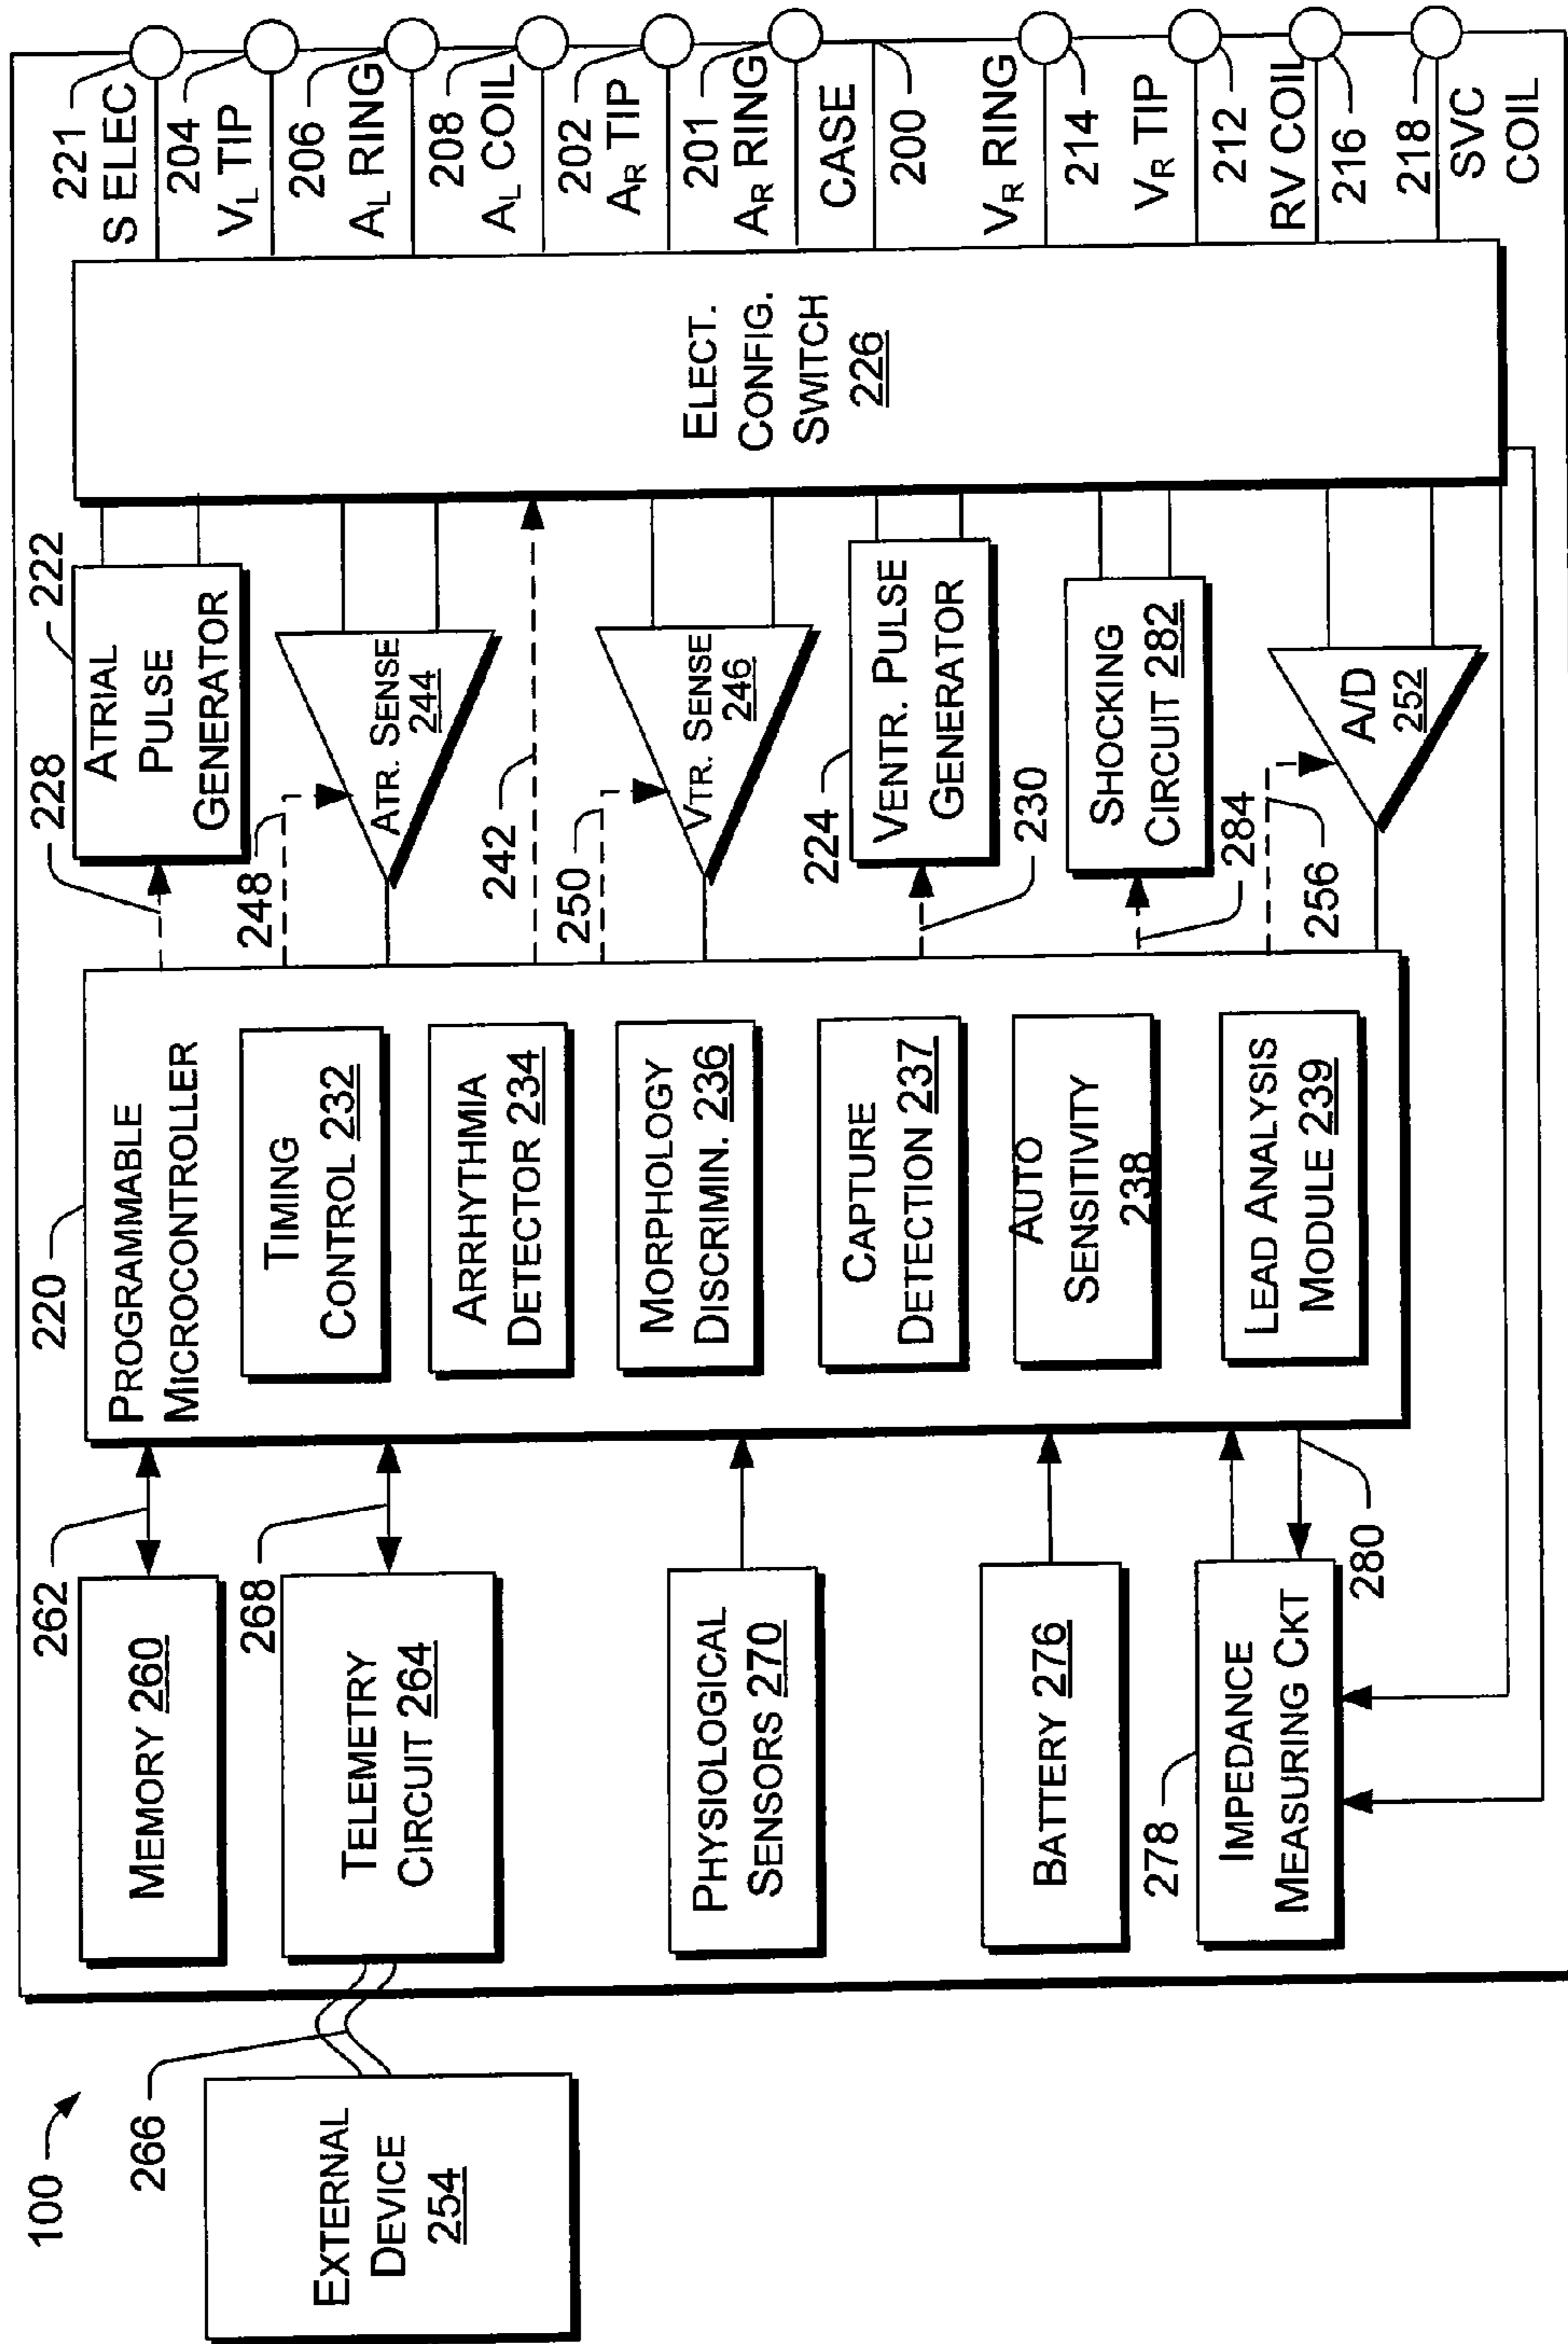 100
EXTERNAL
DEVICE
254
266
262
MEMORY 260
268
TELEMETRY
CIRCUIT 264
PHYSIOLOGICAL
SENSORS 270
BATTERY 276
278
IMPEDANCE
MEASURING CKT
280
220
PROGRAMMABLE
MICROCONTROLLER
TIMING
CONTROL 232
ARRHYTHMIA
DETECTOR 234
MORPHOLOGY
DISCRIMIN. 236
CAPTURE
DETECTION 237
AUTO
SENSITIVITY
238
LEAD ANALYSIS
MODULE 239
228
222
ATRIAL
PULSE
GENERATOR
248
ATR. SENSE
244
242
250
VTR. SENSE
246
224
VENTR. PULSE
GENERATOR
230
SHOCKING
CIRCUIT 282
284
256
A/D
252
ELECT.
CONFIG.
SWITCH
226
221
S ELEC
204
VL TIP
206
AL RING
208
AL COIL
202
AR TIP
201
AR RING
CASE
200
VR RING
214
VR TIP
212
RV COIL
216
218
SVC
COIL